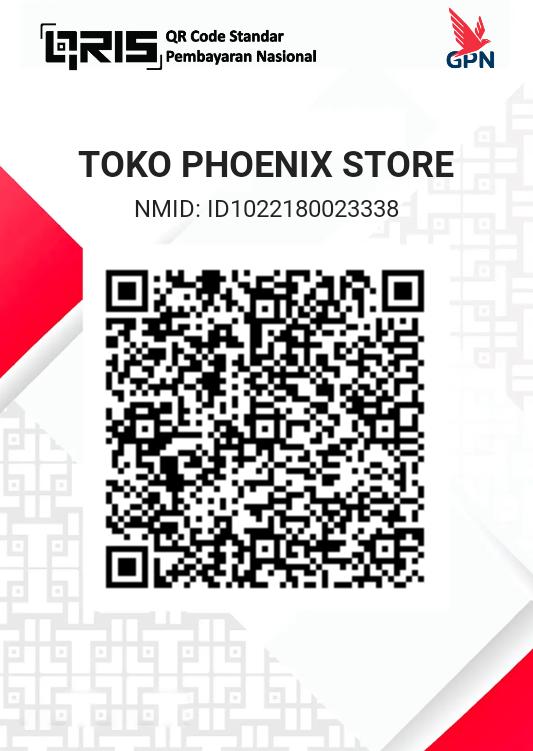 QRIS
QR Code Standar
Pembayaran Nasional
GPN
TOKO PHOENIX STORE
NMID: ID1022180023338